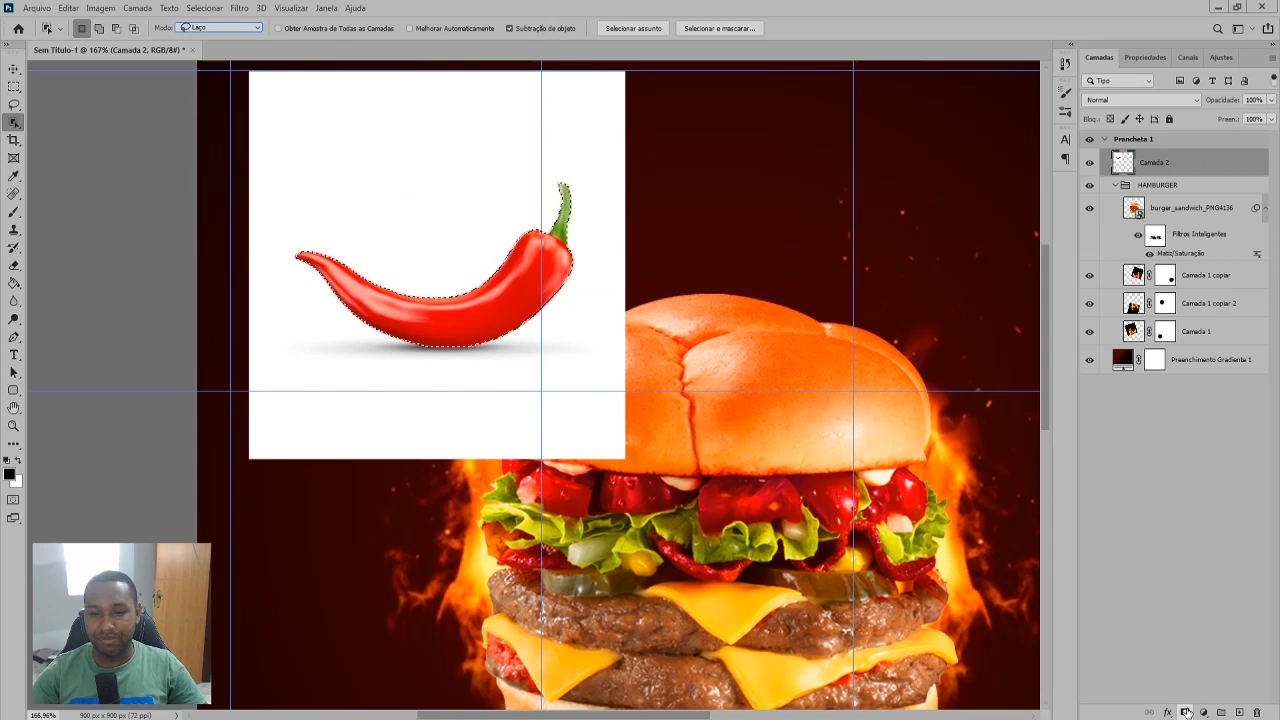 Arquivo Editar Imagem Camada Texto Selecionar Filtro 3D Visualizar Janela Ajuda
Modo: Laço Obter Amostra de Todas as Camadas Melhorar Automaticamente Subtração de objeto Selecionar assunto Selecionar e mascarar...
Sem Título-1 @ 167% (Camada 2, RGB/8#) *
Camadas Propriedades Canais Ajustes
Tipo
Normal Opacidade: 100%
Bloq.: Preen.: 100%
Prancheta 1
Camada 2
HAMBURGER
burger_sandwich_PNG4136
Filtros Inteligentes
Matiz/Saturação
Camada 1 copiar
Camada 1 copiar 2
Camada 1
Preenchimento Gradiente 1
166,96% 900 px x 900 px (72 ppi)